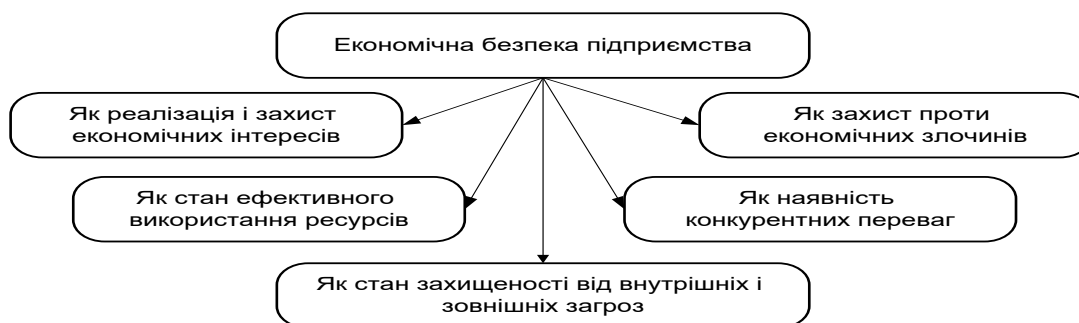 Економічна безпека підприємства
Як реалізація і захист
економічних інтересів
Як захист проти
економічних злочинів
Як стан ефективного
використання ресурсів
Як наявність
конкурентних переваг
Як стан захищеності від внутрішніх і
зовнішніх загроз